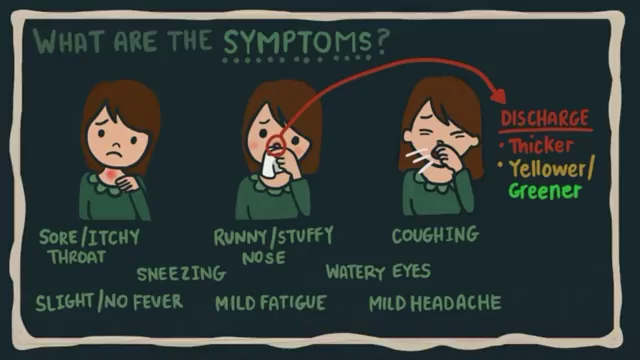 WHAT ARE THE SYMPTOMS?
DISCHARGE
• Thicker
• Yellower/
Greener
SORE/ITCHY
THROAT
RUNNY/STUFFY
NOSE
COUGHING
SNEEZING
WATERY EYES
SLIGHT/NO FEVER
MILD FATIGUE
MILD HEADACHE